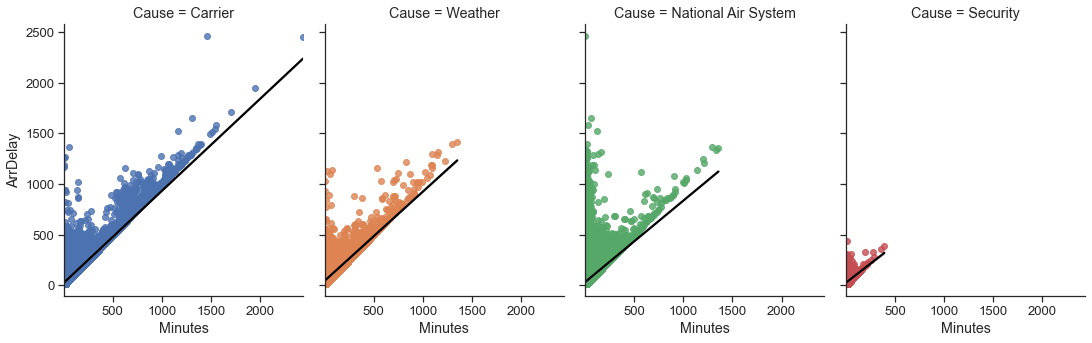 Cause = Carrier
Cause = Weather
Cause = National Air System
Cause = Security
ArrDelay
2500
2000
1500
1000
500
0
500 1000 1500 2000
500 1000 1500 2000
500 1000 1500 2000
500 1000 1500 2000
Minutes
Minutes
Minutes
Minutes